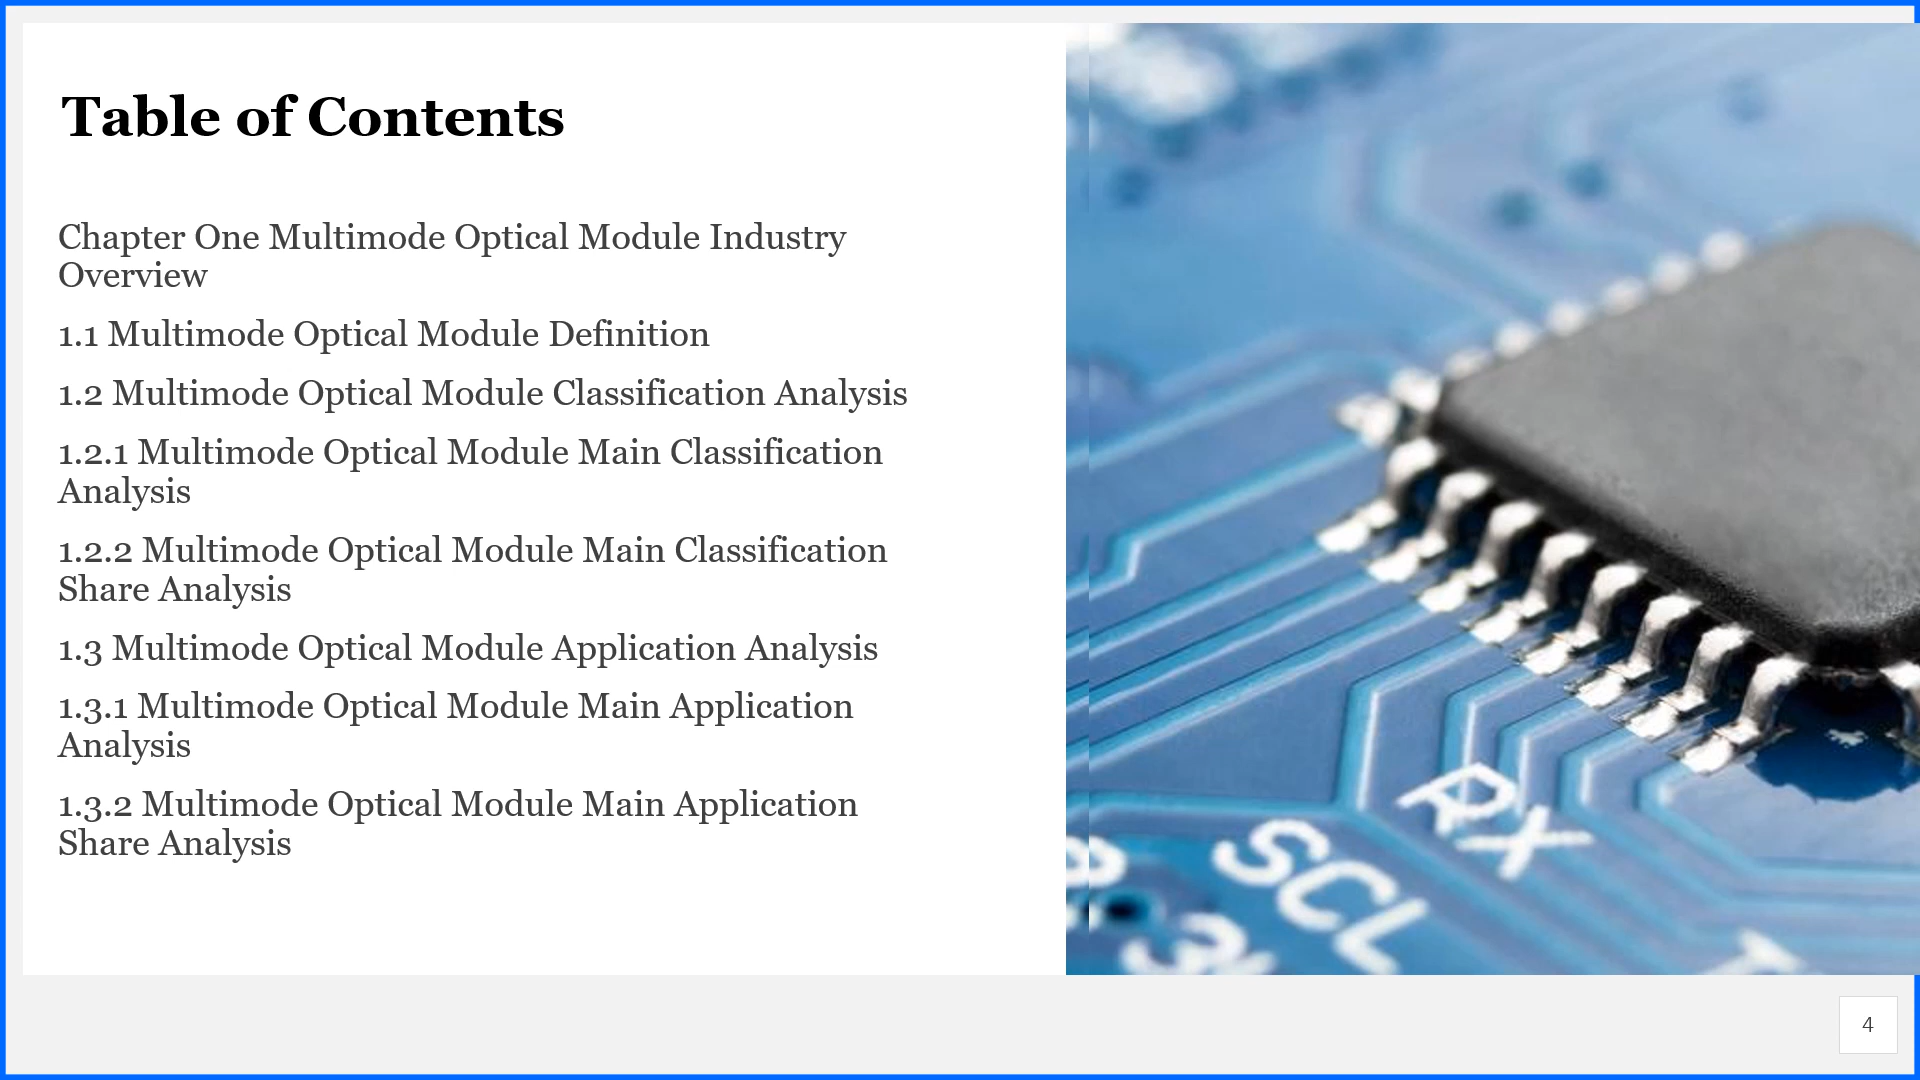 Table of Contents
Chapter One Multimode Optical Module Industry
Overview
1.1 Multimode Optical Module Definition
1.2 Multimode Optical Module Classification Analysis
1.2.1 Multimode Optical Module Main Classification
Analysis
1.2.2 Multimode Optical Module Main Classification
Share Analysis
1.3 Multimode Optical Module Application Analysis
1.3.1 Multimode Optical Module Main Application
Analysis
1.3.2 Multimode Optical Module Main Application
Share Analysis
RX
SCL
4